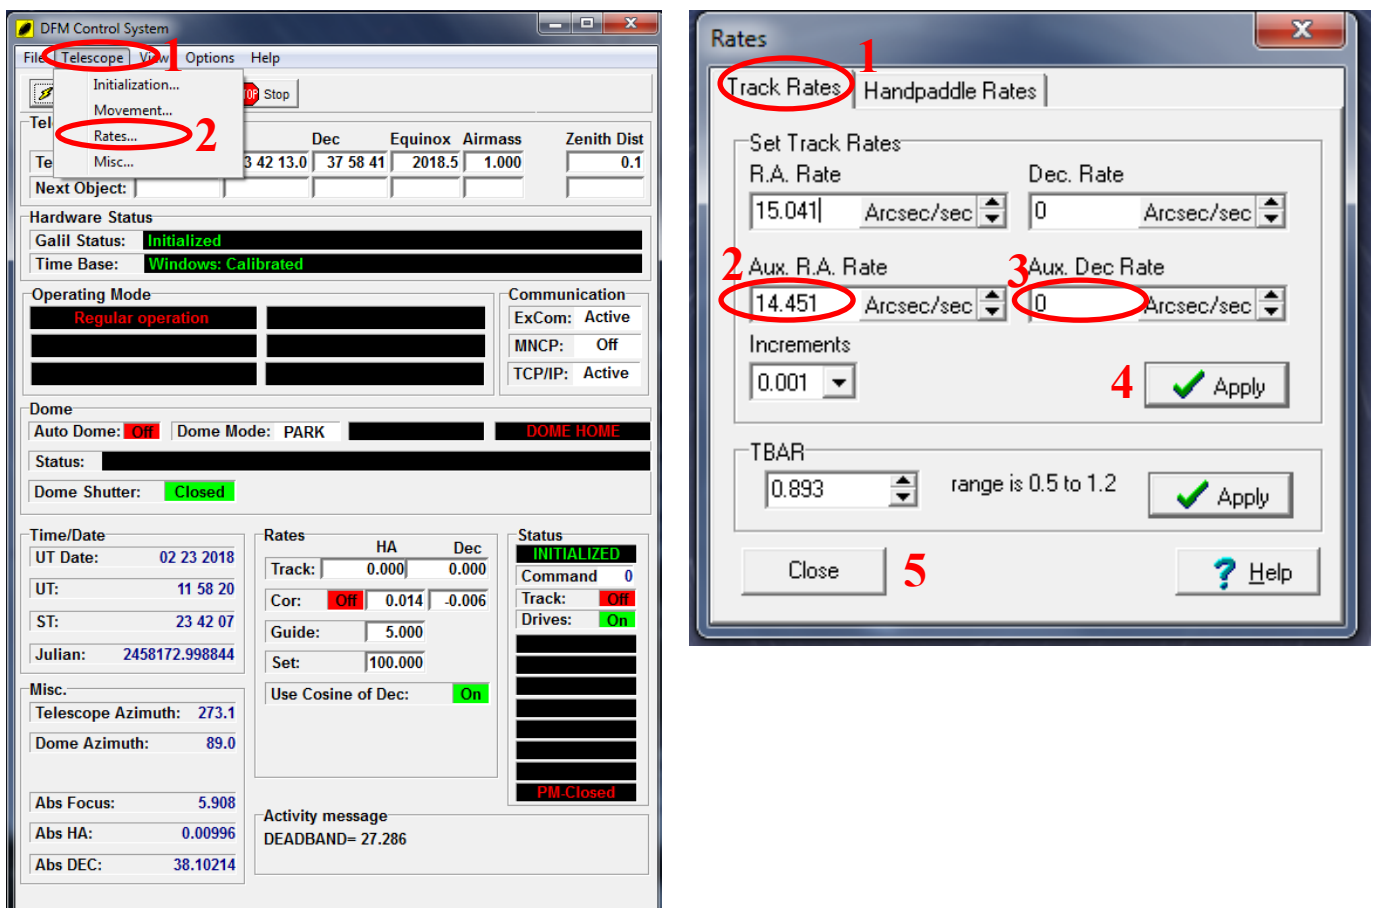 DFM Control System
File Telescope View Options Help
1
Initialization...
Movement...
Rates...
Misc...
2
Stop
Dec Equinox Airmass Zenith Dist
3 42 13.0 37 58 41 2018.5 1.000 0.1
Next Object:
Hardware Status
Galil Status: Initialized
Time Base: Windows: Calibrated
Operating Mode
Regular operation
Communication
ExCom: Active
MNCP: Off
TCP/IP: Active
Dome
Auto Dome: Off Dome Mode: PARK DOME HOME
Status:
Dome Shutter: Closed
Time/Date
UT Date: 02 23 2018
UT: 11 58 20
ST: 23 42 07
Julian: 2458172.998844
Misc.
Telescope Azimuth: 273.1
Dome Azimuth: 89.0
Abs Focus: 5.908
Abs HA: 0.00996
Abs DEC: 38.10214
Rates
HA Dec
Track: 0.000 0.000
Cor: Off 0.014 -0.006
Guide: 5.000
Set: 100.000
Use Cosine of Dec: On
Activity message
DEADBAND= 27.286
Status
INITIALIZED
Command 0
Track: Off
Drives: On
PM-Closed
Rates
1
Track Rates Handpaddle Rates
Set Track Rates
R.A. Rate Dec. Rate
15.041 Arcsec/sec 0 Arcsec/sec
2 Aux. R.A. Rate 3 Aux. Dec Rate
14.451 Arcsec/sec 0 Arcsec/sec
Increments
0.001 4 Apply
TBAR
0.893 range is 0.5 to 1.2 Apply
Close 5 Help